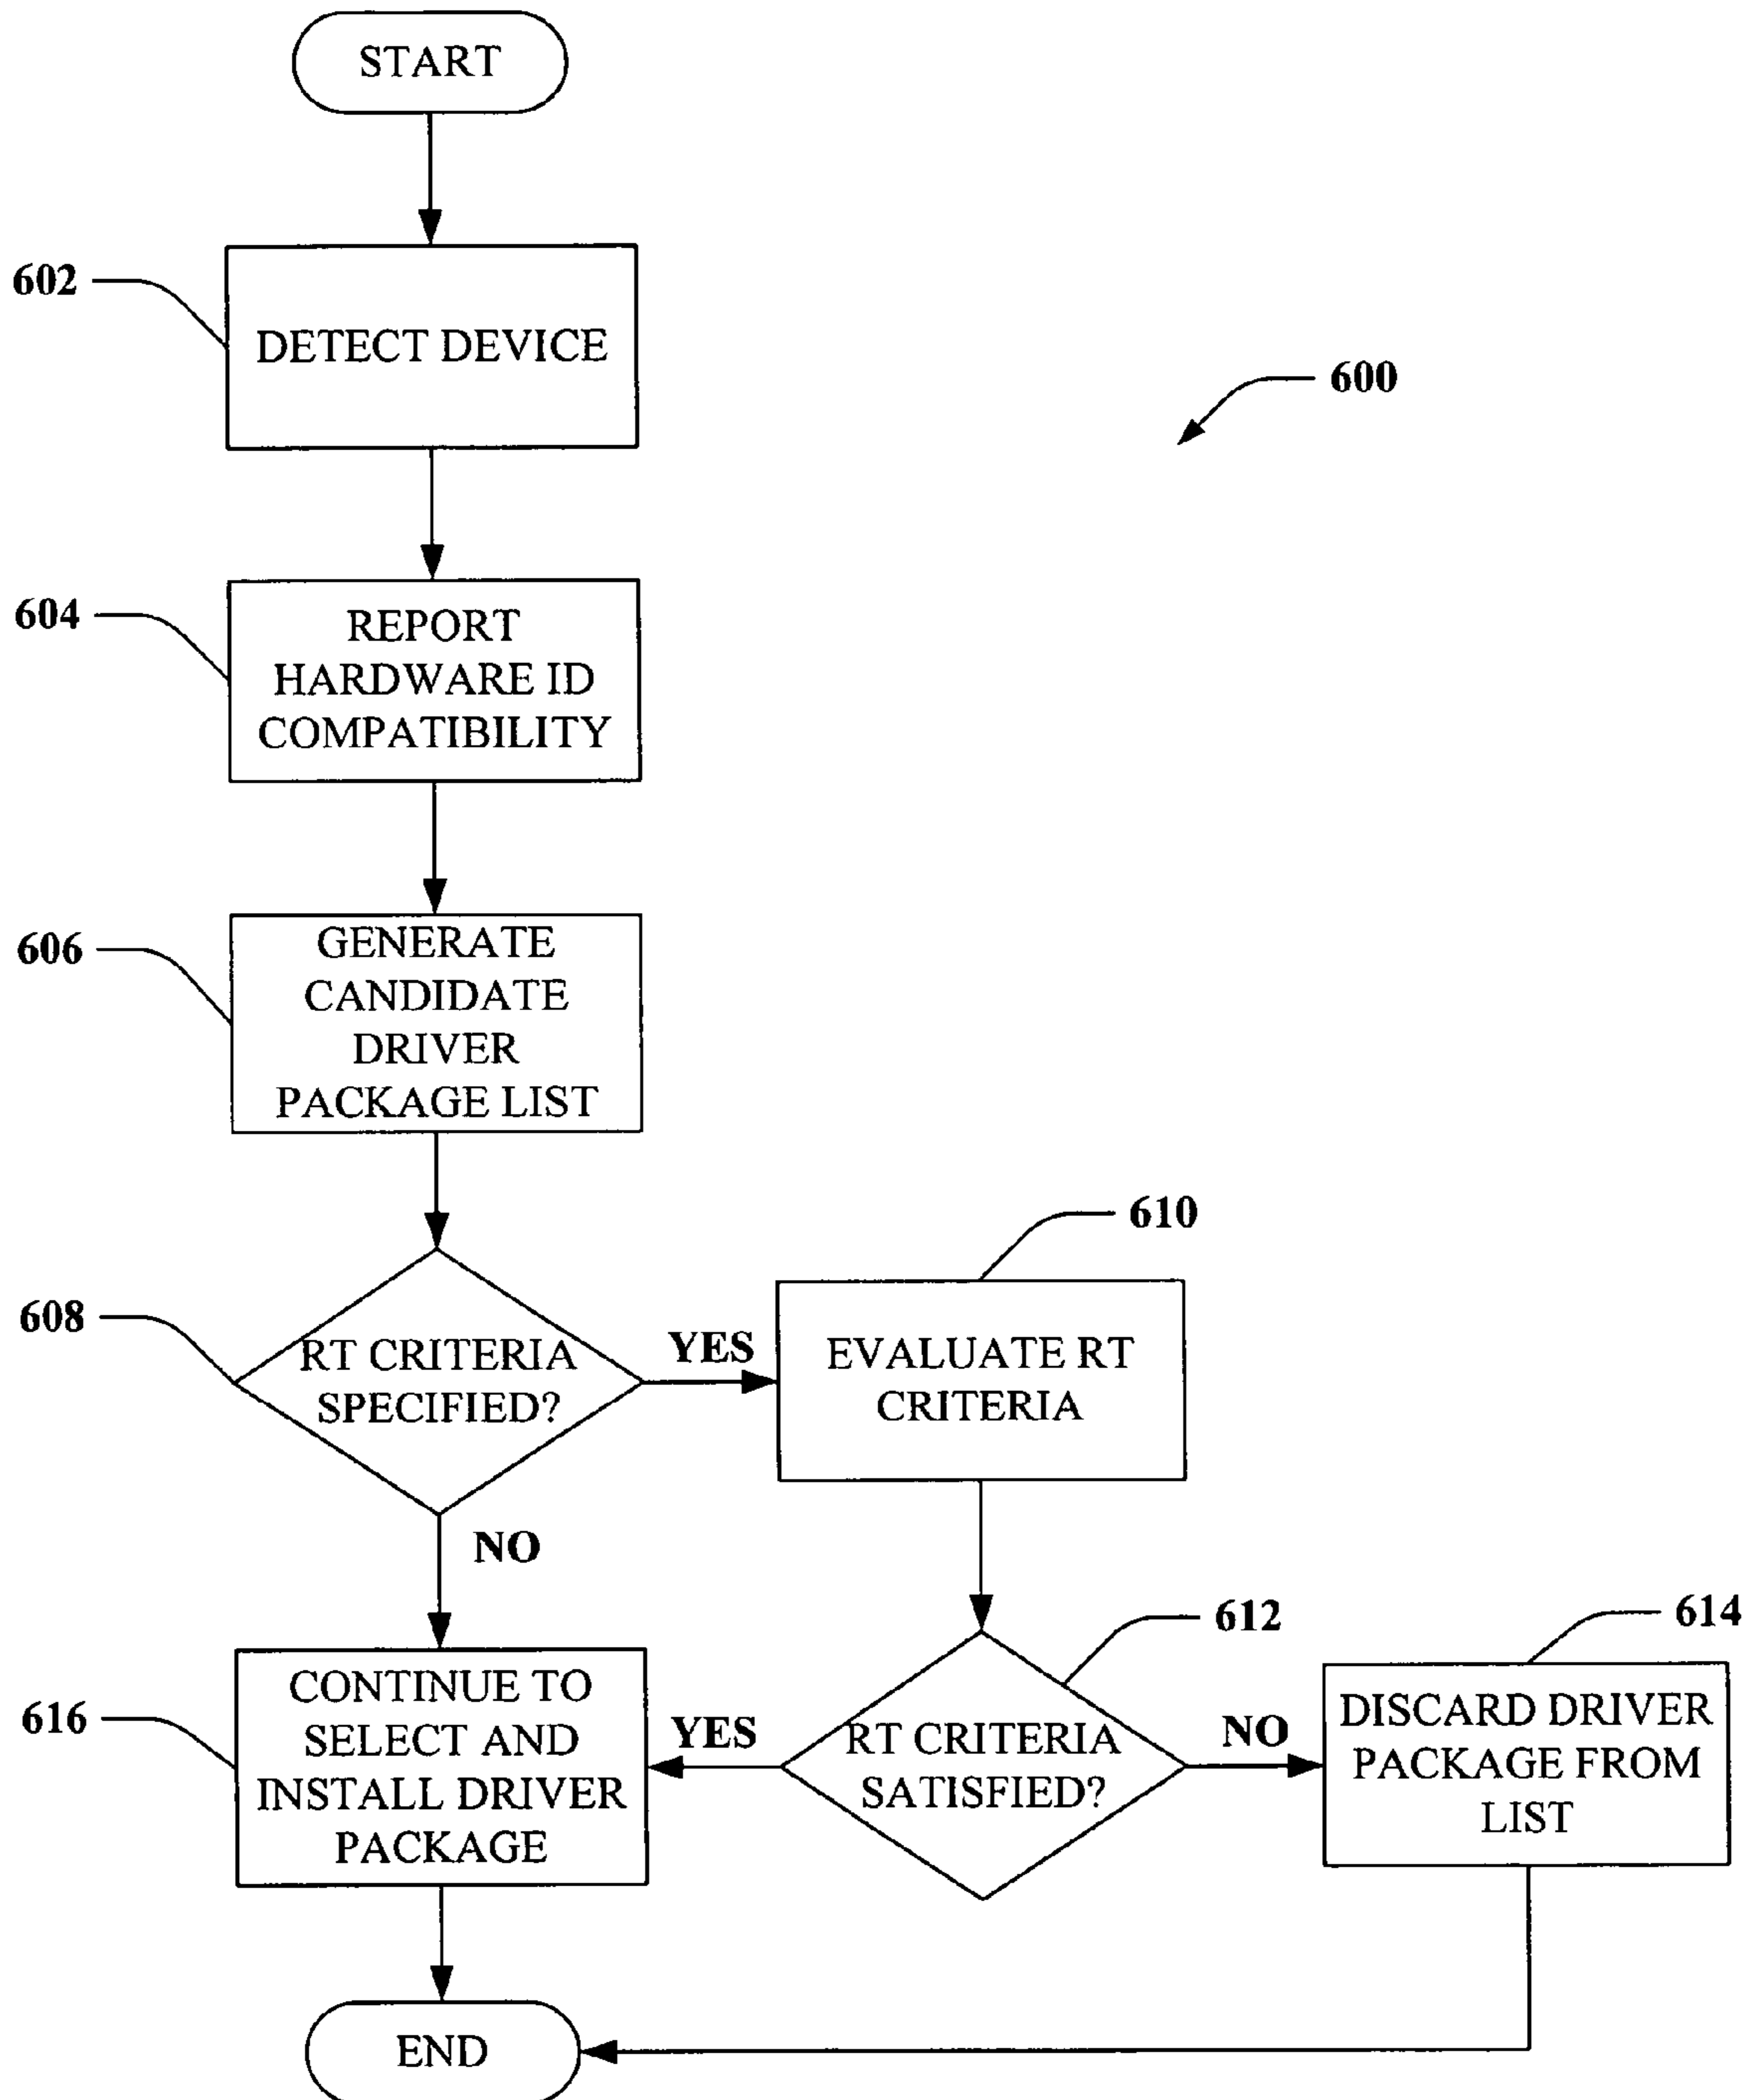 START
602
DETECT DEVICE
600
604
REPORT
HARDWARE ID
COMPATIBILITY
606
GENERATE
CANDIDATE
DRIVER
PACKAGE LIST
608
RT CRITERIA
SPECIFIED?
YES
610
EVALUATE RT
CRITERIA
NO
616
CONTINUE TO
SELECT AND
INSTALL DRIVER
PACKAGE
YES
612
RT CRITERIA
SATISFIED?
NO
614
DISCARD DRIVER
PACKAGE FROM
LIST
END